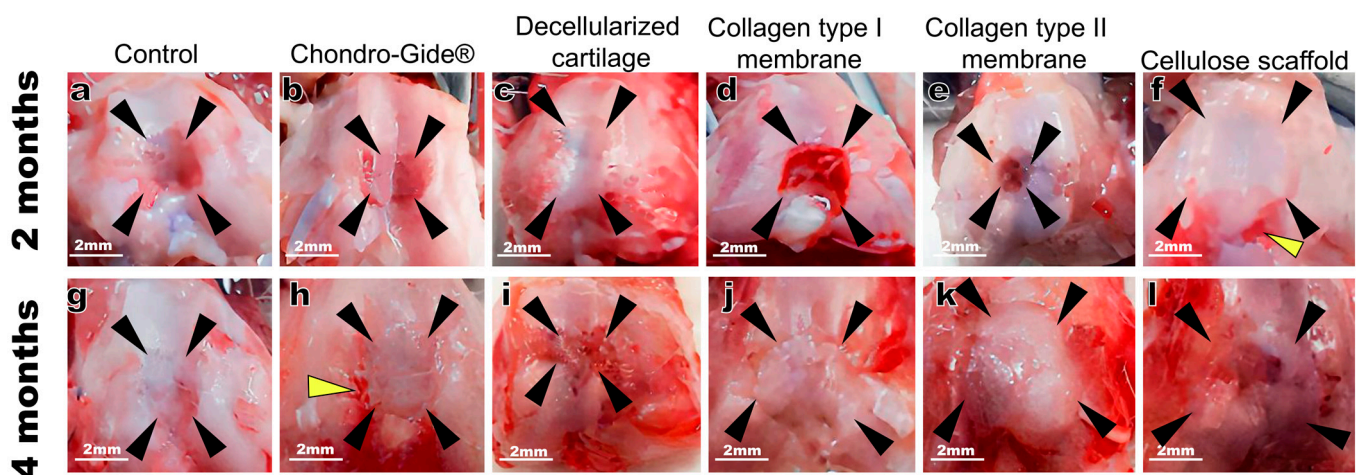 Control
Chondro-Gide®
Decellularized
cartilage
Collagen type I
membrane
Collagen type II
membrane
Cellulose scaffold
2 months
a
2mm
b
2mm
c
2mm
d
2mm
e
2mm
f
2mm
4 months
g
2mm
h
2mm
i
2mm
j
2mm
k
2mm
l
2mm